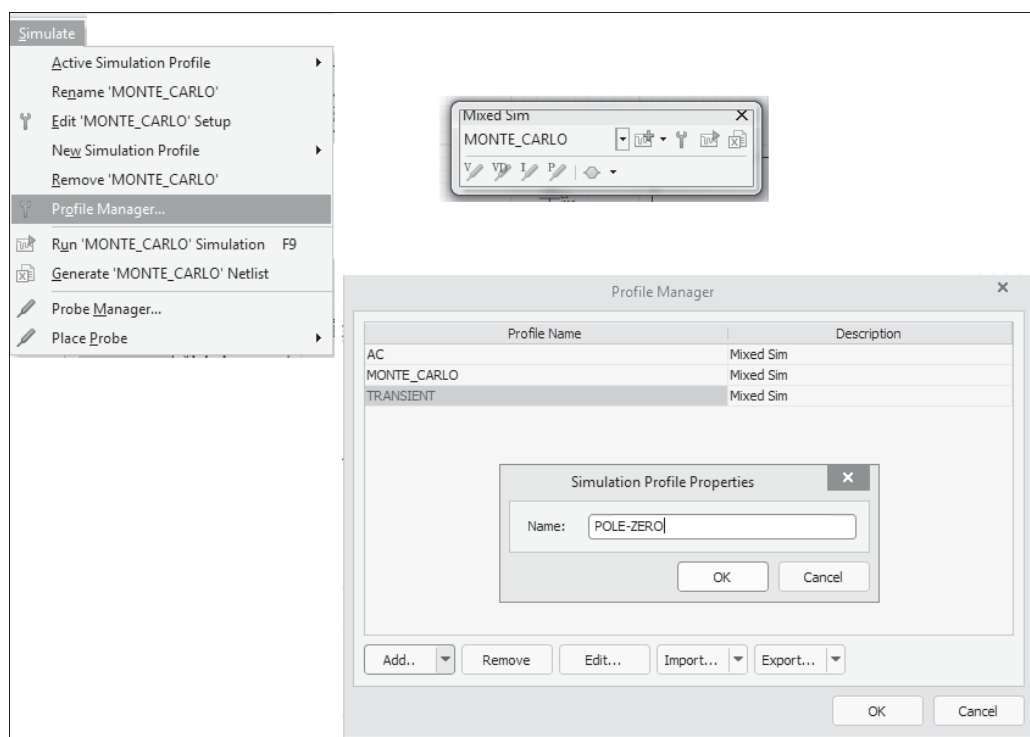 Simulate
Active Simulation Profile
Rename 'MONTE_CARLO'
Edit 'MONTE_CARLO' Setup
New Simulation Profile
Remove 'MONTE_CARLO'
Profile Manager...
Run 'MONTE_CARLO' Simulation F9
Generate 'MONTE_CARLO' Netlist
Probe Manager...
Place Probe
Mixed Sim
MONTE_CARLO
V VD I P
Profile Manager
Profile Name Description
AC Mixed Sim
MONTE_CARLO Mixed Sim
TRANSIENT Mixed Sim
Simulation Profile Properties
Name: POLE-ZERO
OK Cancel
Add.. Remove Edit... Import... Export...
OK Cancel